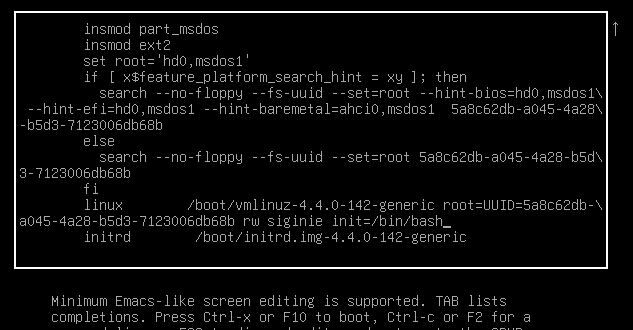 insmod part_msdos
insmod ext2
set root='hd0,msdos1'
if [ x$feature_platform_search_hint = xy ]; then
search --no-floppy --fs-uuid --set=root --hint-bios=hd0,msdos1\
--hint-efi=hd0,msdos1 --hint-baremetal=ahci0,msdos1  5a8c62db-a045-4a28\
-b5d3-7123006db68b
else
search --no-floppy --fs-uuid --set=root 5a8c62db-a045-4a28-b5d\
3-7123006db68b
fi
linux /boot/vmlinuz-4.4.0-142-generic root=UUID=5a8c62db-\
a045-4a28-b5d3-7123006db68b rw siginie init=/bin/bash_
initrd /boot/initrd.img-4.4.0-142-generic
Minimum Emacs-like screen editing is supported. TAB lists
completions. Press Ctrl-x or F10 to boot, Ctrl-c or F2 for a